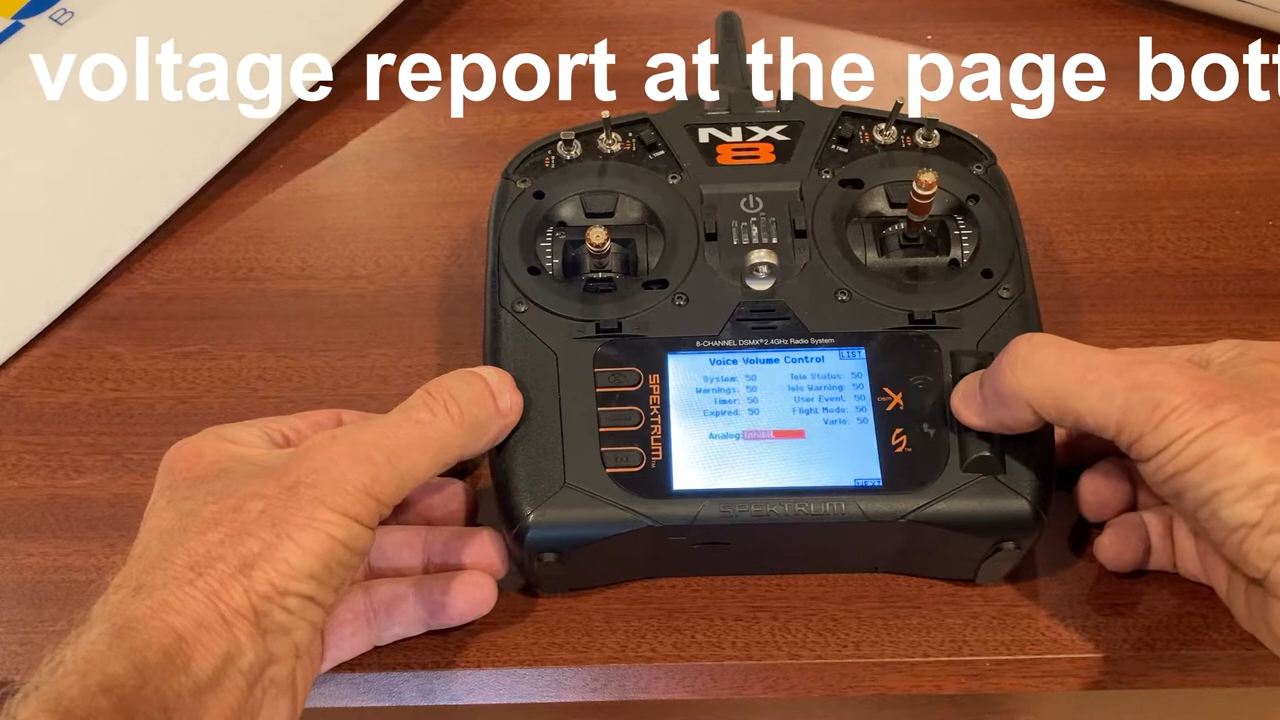 B
voltage report at the page bott
NX
8
8-CHANNEL DSMX® 2.4GHz Radio System
Voice Volume Control LIST
System: 50 Tele Status: 50
Warnings: 50 Tele Warning: 50
Timer: 50 User Event: 50
Expired: 50 Flight Mode: 50
Vario: 50
Analog: Inhibit
NEXT
SPEKTRUM™
SPEKTRUM